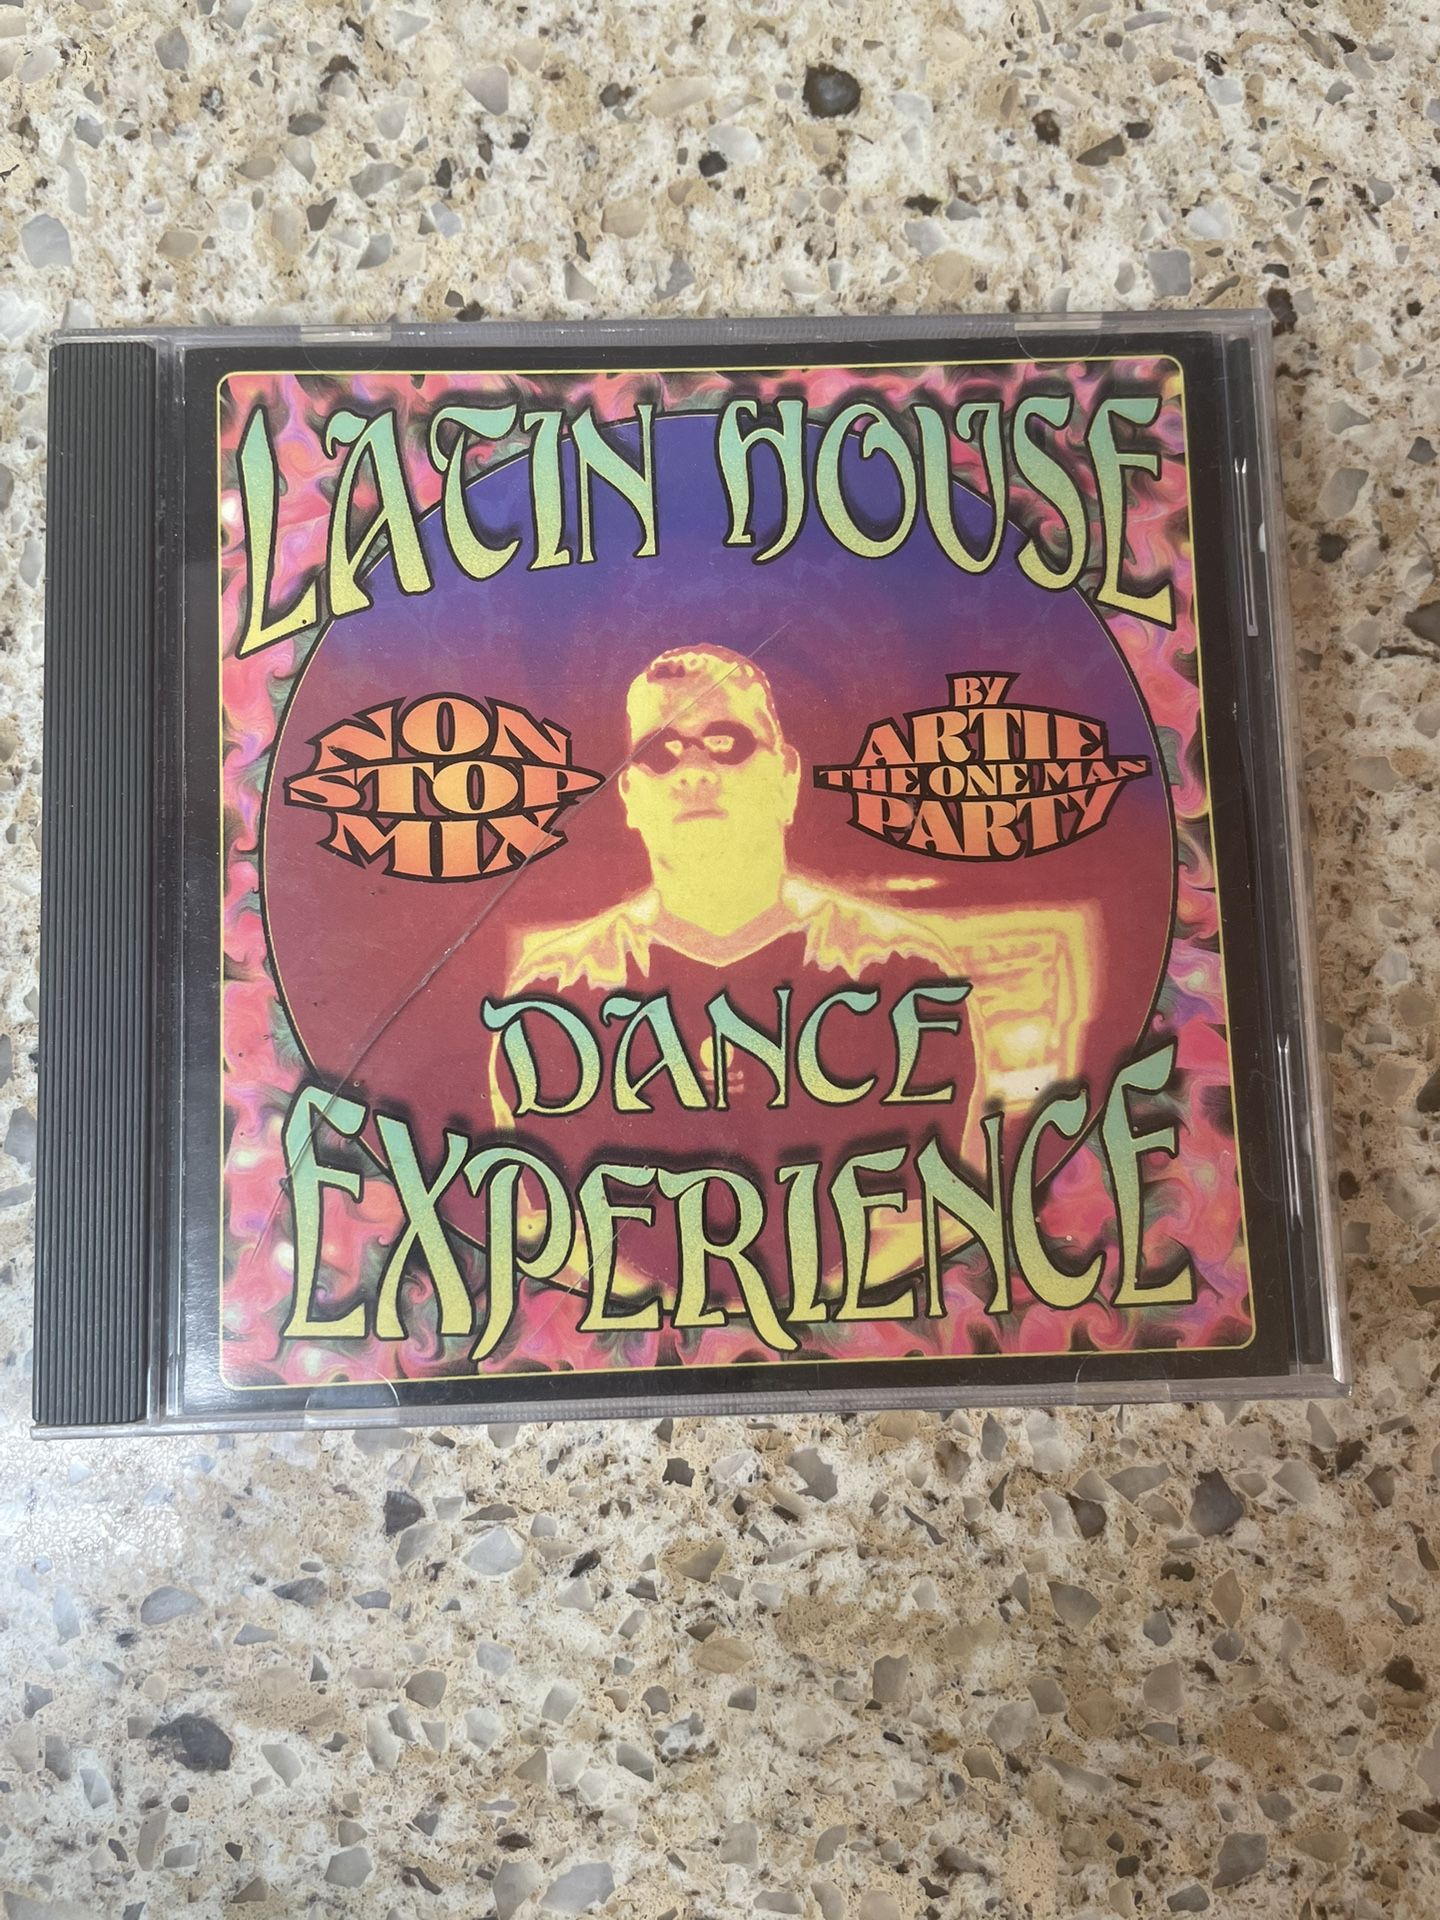 LATIN HOUSE
NON
STOP
MIX
BY
ARTIE
THE ONE MAN
PARTY
DANCE
EXPERIENCE